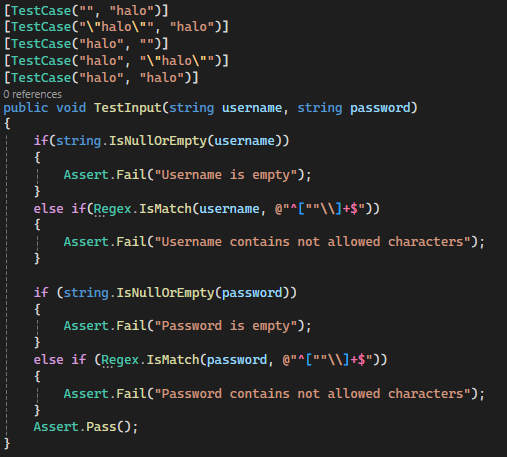 [TestCase("", "halo")]
[TestCase("\"halo\"", "halo")]
[TestCase("halo", "")]
[TestCase("halo", "\"halo\"")]
[TestCase("halo", "halo")]
0 references
public void TestInput(string username, string password)
{
    if(string.IsNullOrEmpty(username))
    {
        Assert.Fail("Username is empty");
    }
    else if(Regex.IsMatch(username, @"^[""\\]+$"))
    {
        Assert.Fail("Username contains not allowed characters");
    }

    if (string.IsNullOrEmpty(password))
    {
        Assert.Fail("Password is empty");
    }
    else if (Regex.IsMatch(password, @"^[""\\]+$"))
    {
        Assert.Fail("Password contains not allowed characters");
    }
    Assert.Pass();
}